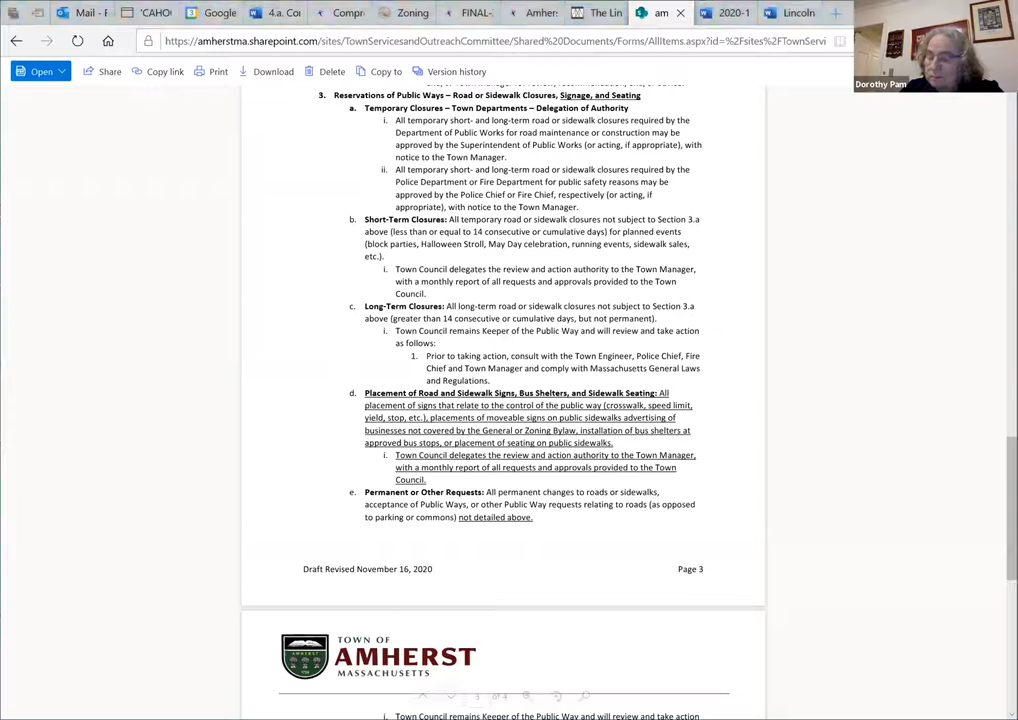 Mail - F
'CAHO
Google
4.a. Cor
Compr
Zoning
FINAL-
Amhers
The Lin
am
2020-1
Lincoln
https://amherstma.sharepoint.com/sites/TownServicesandOutreachCommittee/Shared%20Documents/Forms/AllItems.aspx?id=%2Fsites%2FTownServi
Dorothy Pam
Open
Share
Copy link
Print
Download
Delete
Copy to
Version history
3. Reservations of Public Ways – Road or Sidewalk Closures, Signage, and Seating
a. Temporary Closures – Town Departments – Delegation of Authority
i. All temporary short- and long-term road or sidewalk closures required by the
Department of Public Works for road maintenance or construction may be
approved by the Superintendent of Public Works (or acting, if appropriate), with
notice to the Town Manager.
ii. All temporary short- and long-term road or sidewalk closures required by the
Police Department or Fire Department for public safety reasons may be
approved by the Police Chief or Fire Chief, respectively (or acting, if
appropriate), with notice to the Town Manager.
b. Short-Term Closures: All temporary road or sidewalk closures not subject to Section 3.a
above (less than or equal to 14 consecutive or cumulative days) for planned events
(block parties, Halloween Stroll, May Day celebration, running events, sidewalk sales,
etc.).
i. Town Council delegates the review and action authority to the Town Manager,
with a monthly report of all requests and approvals provided to the Town
Council.
c. Long-Term Closures: All long-term road or sidewalk closures not subject to Section 3.a
above (greater than 14 consecutive or cumulative days, but not permanent).
i. Town Council remains Keeper of the Public Way and will review and take action
as follows:
1. Prior to taking action, consult with the Town Engineer, Police Chief, Fire
Chief and Town Manager and comply with Massachusetts General Laws
and Regulations.
d. Placement of Road and Sidewalk Signs, Bus Shelters, and Sidewalk Seating: All
placement of signs that relate to the control of the public way (crosswalk, speed limit,
yield, stop, etc.), placements of moveable signs on public sidewalks advertising of
businesses not covered by the General or Zoning Bylaw, installation of bus shelters at
approved bus stops, or placement of seating on public sidewalks.
i. Town Council delegates the review and action authority to the Town Manager,
with a monthly report of all requests and approvals provided to the Town
Council.
e. Permanent or Other Requests: All permanent changes to roads or sidewalks,
acceptance of Public Ways, or other Public Way requests relating to roads (as opposed
to parking or commons) not detailed above.
Draft Revised November 16, 2020
Page 3
TOWN OF
AMHERST
MASSACHUSETTS
i. Town Council remains Keeper of the Public Way and will review and take action